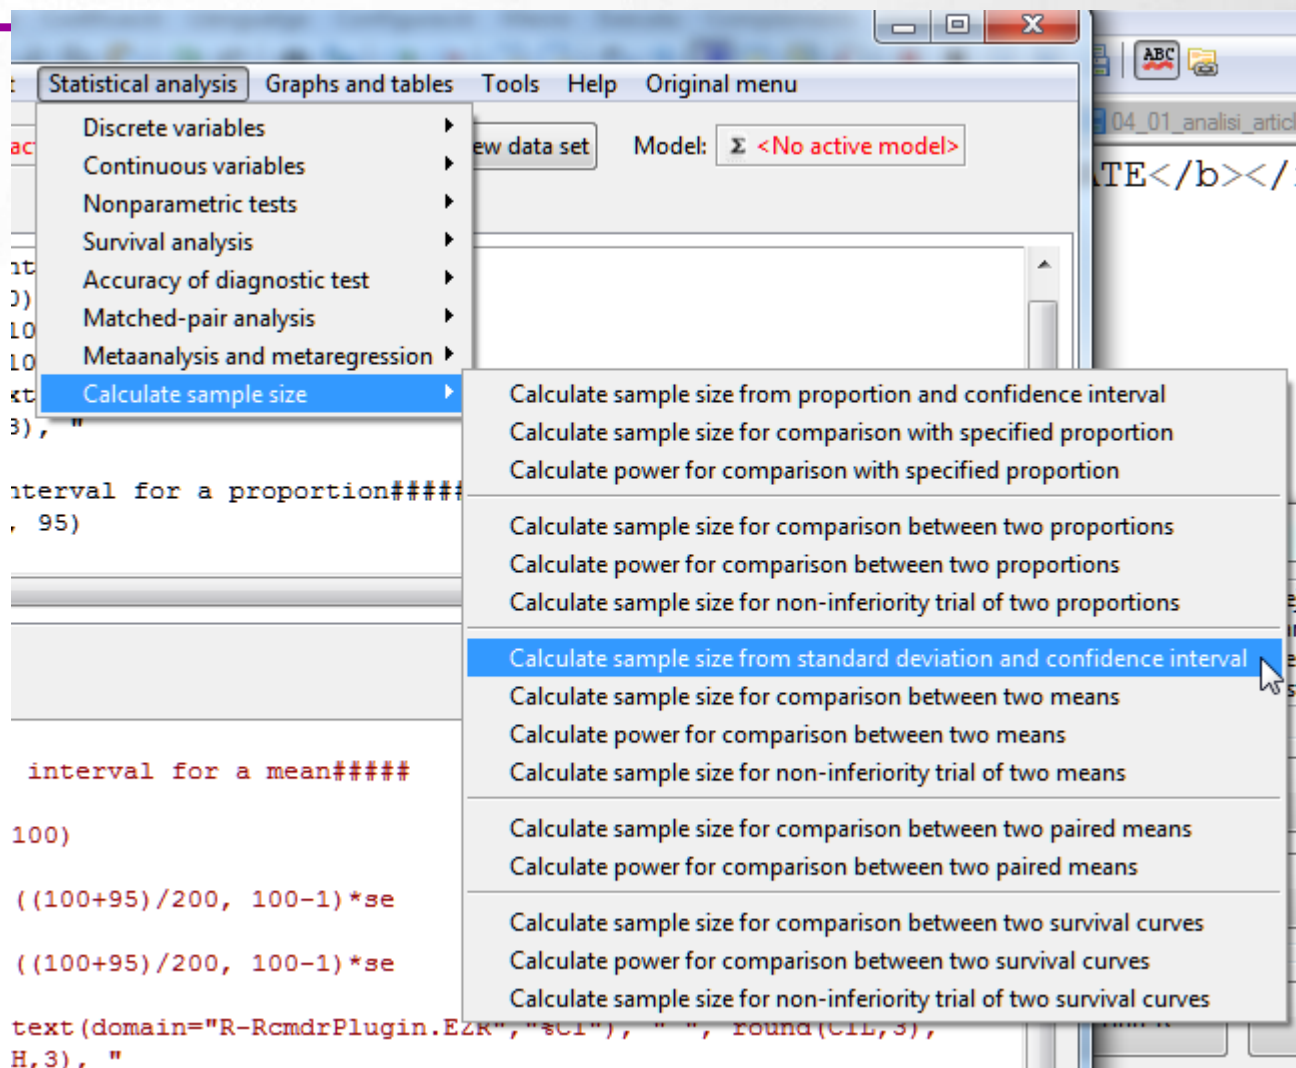 Statistical analysis Graphs and tables Tools Help Original menu
ABC
Discrete variables
ew data set Model: Σ <No active model>
04_01_analisi_artic
Continuous variables
TE</b></
Nonparametric tests
Survival analysis
Accuracy of diagnostic test
Matched-pair analysis
Metaanalysis and metaregression
Calculate sample size
Calculate sample size from proportion and confidence interval
Calculate sample size for comparison with specified proportion
Calculate power for comparison with specified proportion
Calculate sample size for comparison between two proportions
Calculate power for comparison between two proportions
Calculate sample size for non-inferiority trial of two proportions
Calculate sample size from standard deviation and confidence interval
Calculate sample size for comparison between two means
Calculate power for comparison between two means
Calculate sample size for non-inferiority trial of two means
Calculate sample size for comparison between two paired means
Calculate power for comparison between two paired means
Calculate sample size for comparison between two survival curves
Calculate power for comparison between two survival curves
Calculate sample size for non-inferiority trial of two survival curves
3), "
nterval for a proportion#####
, 95)
interval for a mean#####
100)
((100+95)/200, 100-1)*se
((100+95)/200, 100-1)*se
text(domain="R-RcmdrPlugin.EZR","%CI"), " ", round(CIL,3),
H,3), "